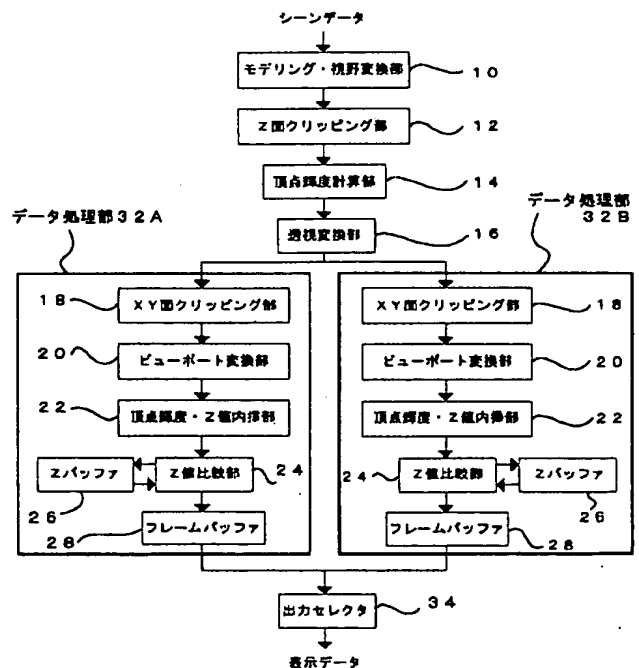 シーンデータ
モデリング・視野変換部
10
Z面クリッピング部
12
頂点輝度計算部
14
データ処理部32A
データ処理部
32B
透視変換部
16
18
XY面クリッピング部
XY面クリッピング部
18
20
ビューポート変換部
ビューポート変換部
20
22
頂点輝度・Z値内挿部
頂点輝度・Z値内挿部
22
Zバッファ
Z値比較部
24
24
Z値比較部
Zバッファ
26
26
28
フレームバッファ
フレームバッファ
28
出力セレクタ
34
表示データ